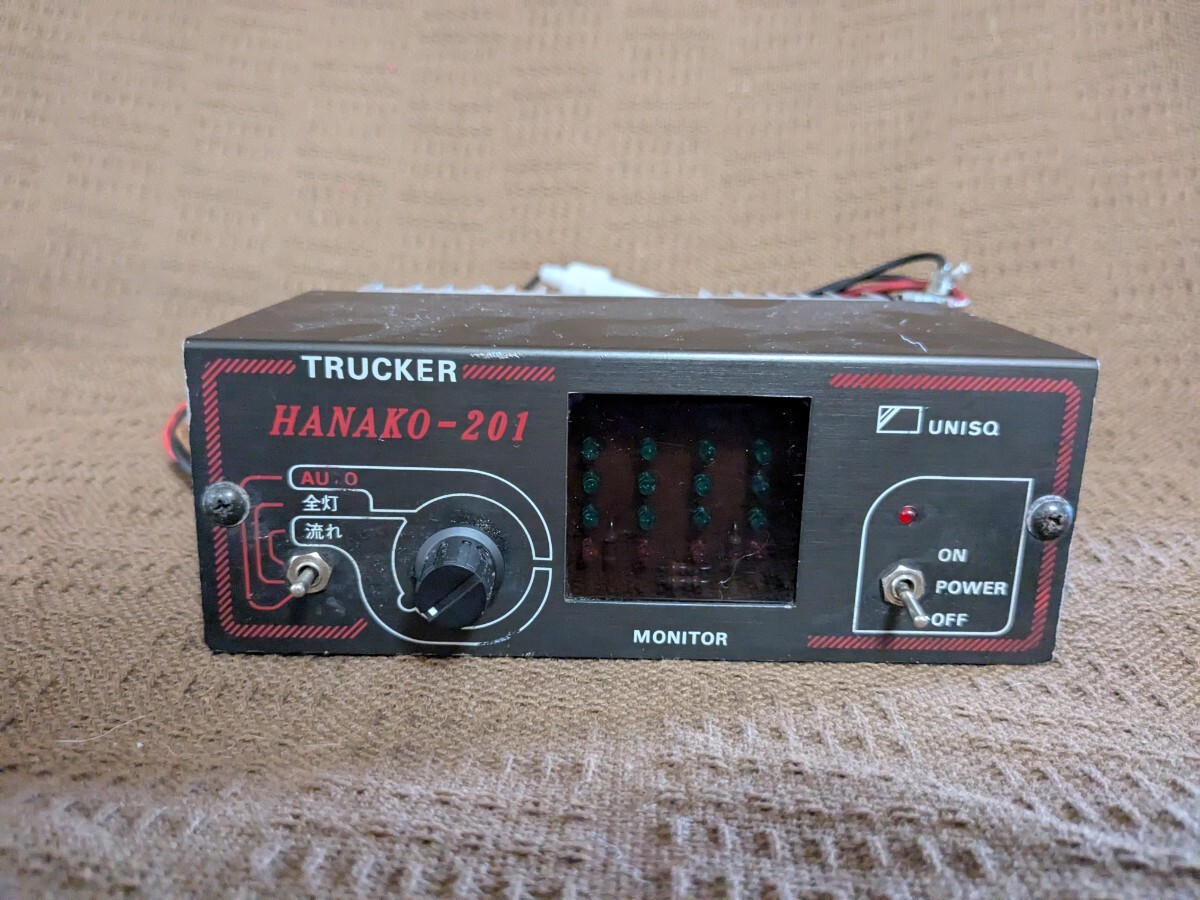 TRUCKER
HANAKO-201
AU.O
全灯
流れ
MONITOR
UNISQ
ON
POWER
OFF